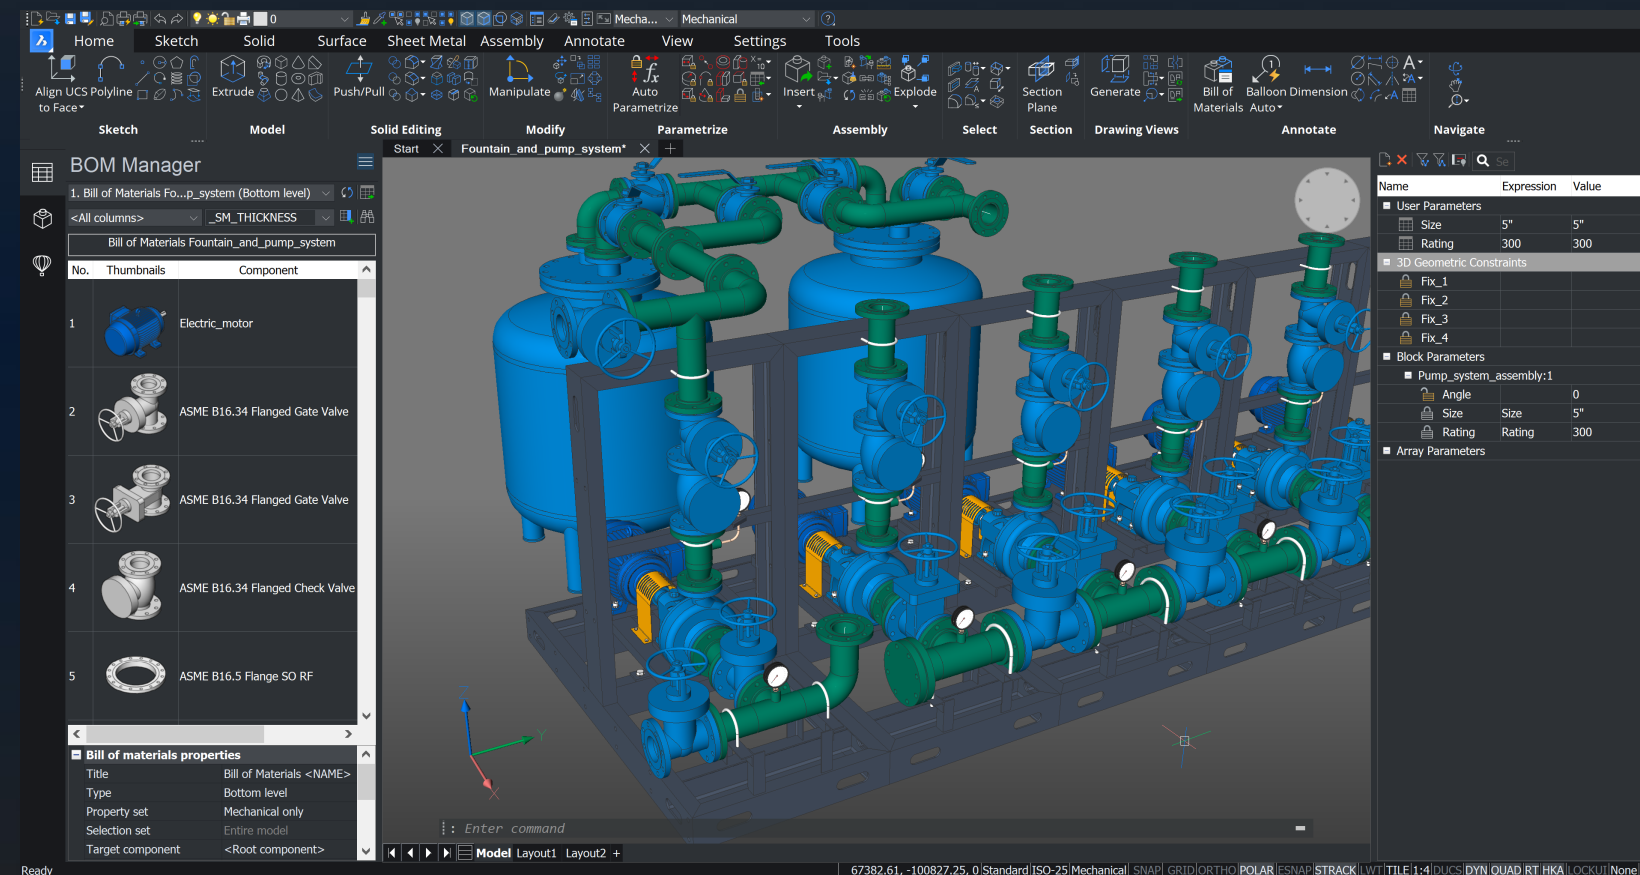 0
Mecha...
Mechanical
Home
Sketch
Solid
Surface
Sheet Metal
Assembly
Annotate
View
Settings
Tools
Align UCS to Face
Polyline
Extrude
Push/Pull
Manipulate
Auto Parametrize
Insert
Explode
Section Plane
Generate
Bill of Materials
Balloon Auto
Dimension
Sketch
Model
Solid Editing
Modify
Parametrize
Assembly
Select
Section
Drawing Views
Annotate
Navigate
Start
Fountain_and_pump_system*
BOM Manager
1. Bill of Materials Fo...p_system (Bottom level)
<All columns>
_SM_THICKNESS
Bill of Materials Fountain_and_pump_system
No. Thumbnails Component
1 Electric_motor
2 ASME B16.34 Flanged Gate Valve
3 ASME B16.34 Flanged Gate Valve
4 ASME B16.34 Flanged Check Valve
5 ASME B16.5 Flange SO RF
Bill of materials properties
Title Bill of Materials <NAME>
Type Bottom level
Property set Mechanical only
Selection set Entire model
Target component <Root component>
Z
Y
X
: Enter command
Model Layout1 Layout2 +
Se
Name Expression Value
User Parameters
Size 5" 5"
Rating 300 300
3D Geometric Constraints
Fix_1
Fix_2
Fix_3
Fix_4
Block Parameters
Pump_system_assembly:1
Angle 0
Size Size 5"
Rating Rating 300
Array Parameters
Ready
67382.61, -100827.25, 0 Standard ISO-25 Mechanical SNAP GRID ORTHO POLAR ESNAP STRACK LWT TILE 1:4 DUCS DYN QUAD RT HKA LOCKUI None